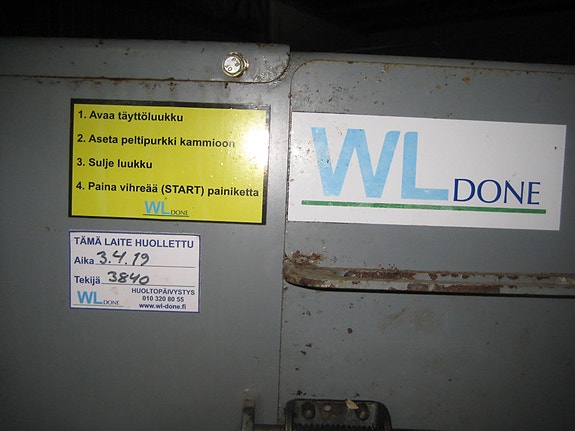 1. Avaa täyttöluukku
2. Aseta peltipurkki kammioon
3. Sulje luukku
4. Paina vihreää (START) painiketta
WL DONE
WL DONE
TÄMÄ LAITE HUOLLETTU
Aika 3.4.19
Tekijä 3840
WL DONE
HUOLTOPÄIVYSTYS
010 320 80 55
www.wl-done.fi